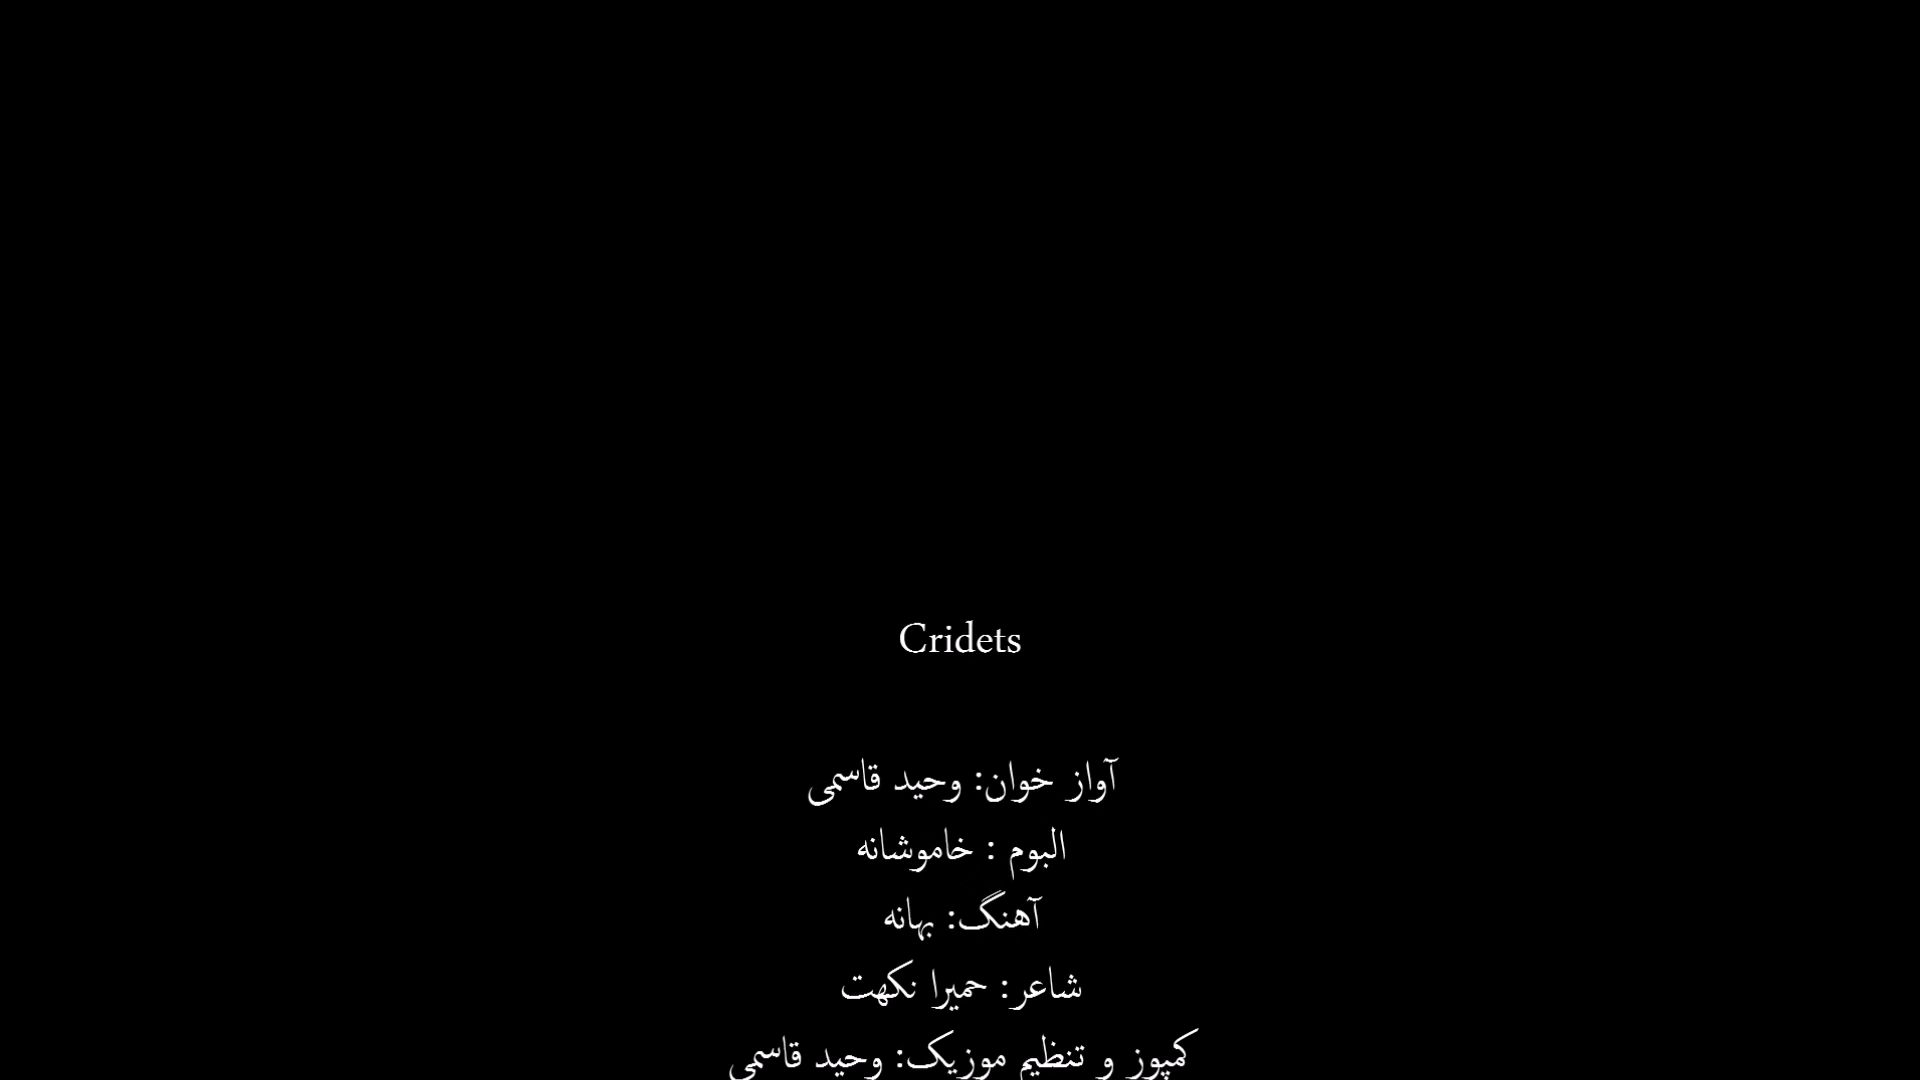 Cridets
آواز خوان: وحید قاسمی
البوم : خاموشانه
آهنگ: بهانه
شاعر: حمیرا نکهت
کمپوز و تنظیم موزیک: وحید قاسمی